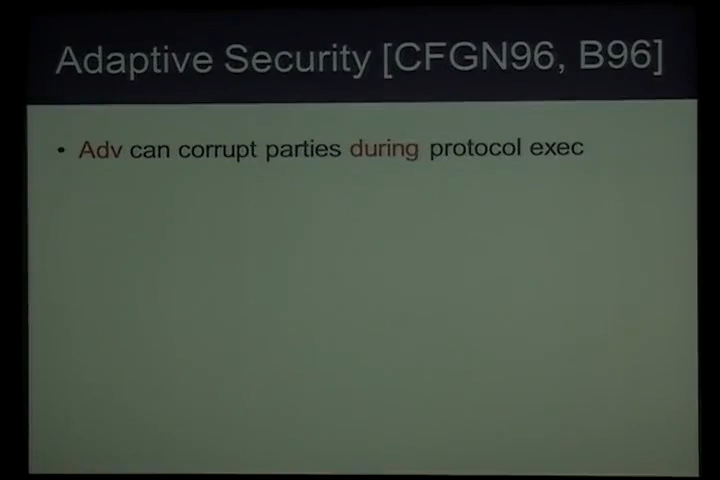 Adaptive Security [CFGN96, B96]
• Adv can corrupt parties during protocol exec